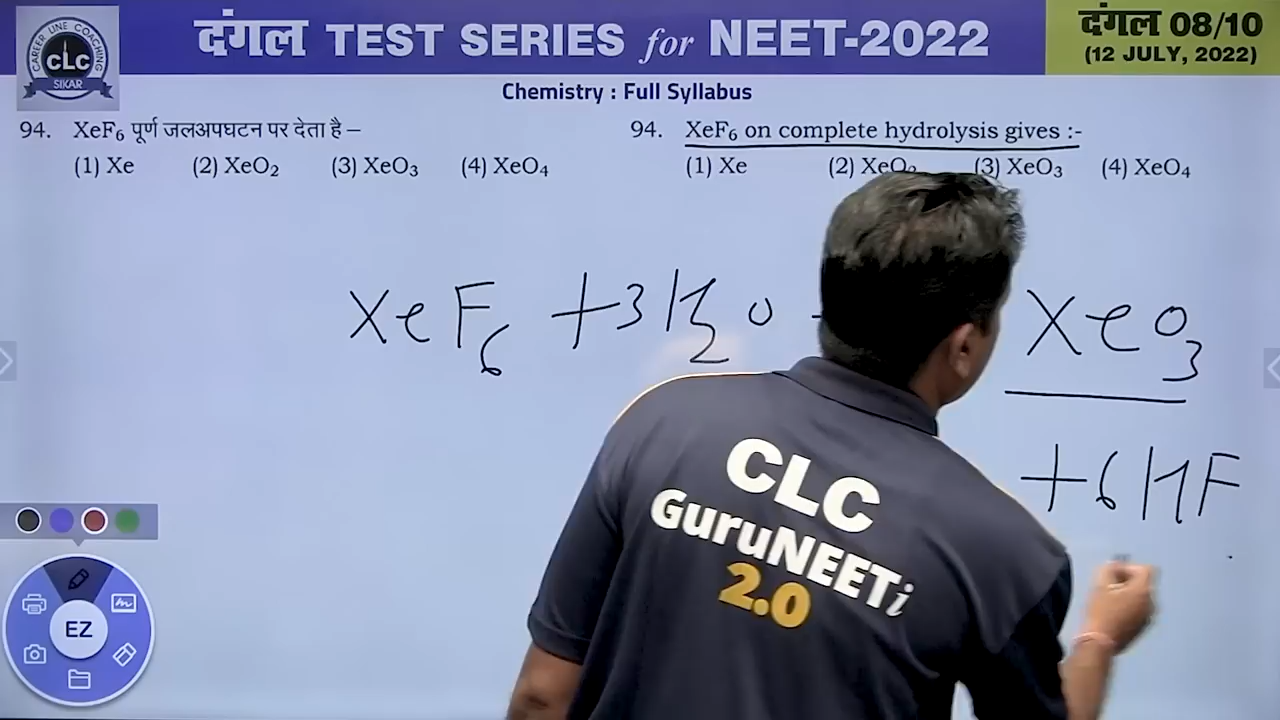 दंगल TEST SERIES for NEET-2022
दंगल 08/10
(12 JULY, 2022)
CAREER LINE COACHING
CLC
SIKAR
Chemistry : Full Syllabus
94. XeF₆ पूर्ण जलअपघटन पर देता है –
(1) Xe (2) XeO₂ (3) XeO₃ (4) XeO₄
94. XeF₆ on complete hydrolysis gives :-
(1) Xe (2) (3) XeO₃ (4) XeO₄
XeF₆ + 3H₂O XeO₃
+ 6HF
CLC
GuruNEETi
2.0
EZ